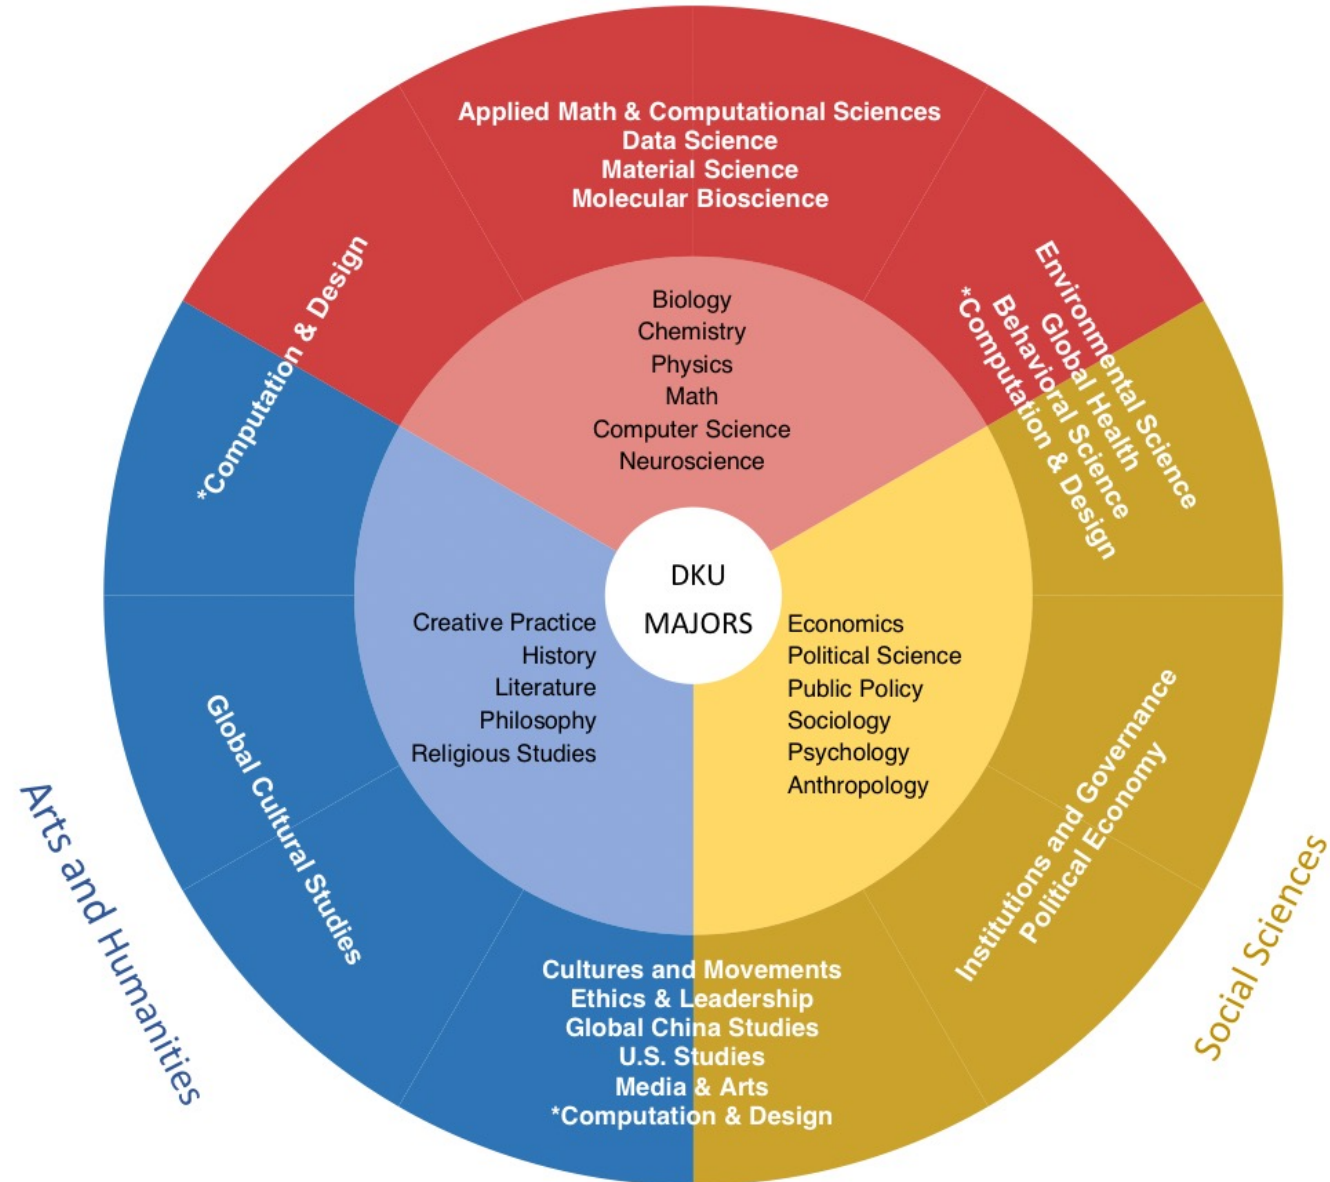 Applied Math & Computational Sciences
Data Science
Material Science
Molecular Bioscience
*Computation & Design
Environmental Science
Global Health
Behavioral Science
*Computation & Design
Biology
Chemistry
Physics
Math
Computer Science
Neuroscience
DKU
MAJORS
Creative Practice
History
Literature
Philosophy
Religious Studies
Economics
Political Science
Public Policy
Sociology
Psychology
Anthropology
Global Cultural Studies
Institutions and Governance
Political Economy
Cultures and Movements
Ethics & Leadership
Global China Studies
U.S. Studies
Media & Arts
*Computation & Design
Arts and Humanities
Social Sciences